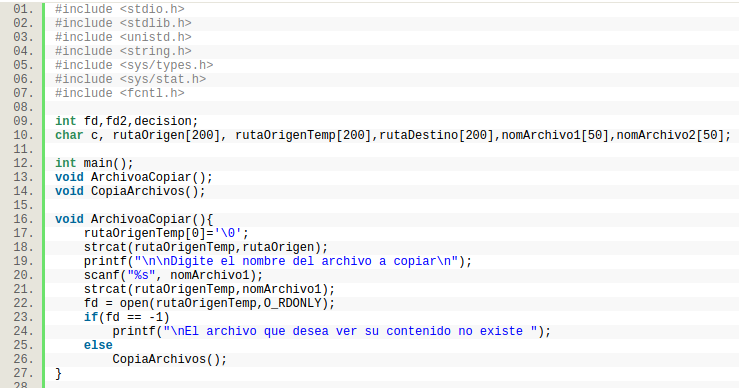 01. #include <stdio.h>
02. #include <stdlib.h>
03. #include <unistd.h>
04. #include <string.h>
05. #include <sys/types.h>
06. #include <sys/stat.h>
07. #include <fcntl.h>
08.
09. int fd,fd2,decision;
10. char c, rutaOrigen[200], rutaOrigenTemp[200],rutaDestino[200],nomArchivo1[50],nomArchivo2[50];
11.
12. int main();
13. void ArchivoaCopiar();
14. void CopiaArchivos();
15.
16. void ArchivoaCopiar(){
17.     rutaOrigenTemp[0]='\0';
18.     strcat(rutaOrigenTemp,rutaOrigen);
19.     printf("\n\nDigite el nombre del archivo a copiar\n");
20.     scanf("%s", nomArchivo1);
21.     strcat(rutaOrigenTemp,nomArchivo1);
22.     fd = open(rutaOrigenTemp,O_RDONLY);
23.     if(fd == -1)
24.         printf("\nEl archivo que desea ver su contenido no existe ");
25.     else
26.         CopiaArchivos();
27. }
28